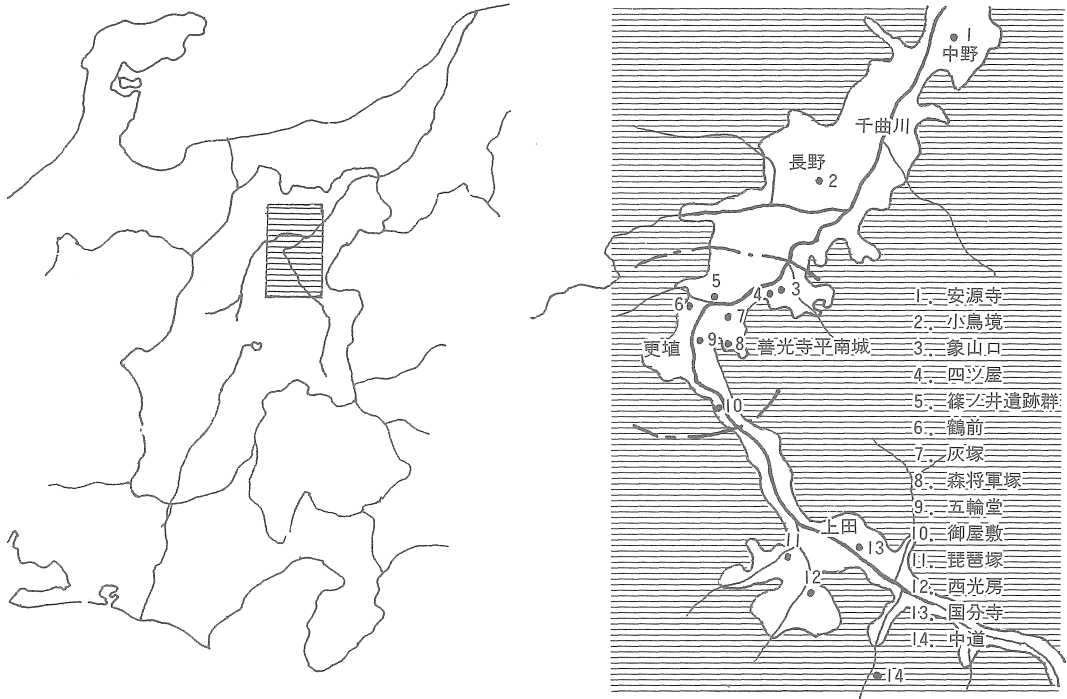 1
中野
千曲川
長野
2
5
4
3
6
7
更埴
9
8
善光寺平南城
10
上田
11
13
12
14
1. 安源寺
2. 小鳥境
3. 象山口
4. 四ツ屋
5. 篠ノ井遺跡群
6. 鶴前
7. 灰塚
8. 森将軍塚
9. 五輪堂
10. 御屋敷
11. 琵琶塚
12. 西光房
13. 国分寺
14. 中道